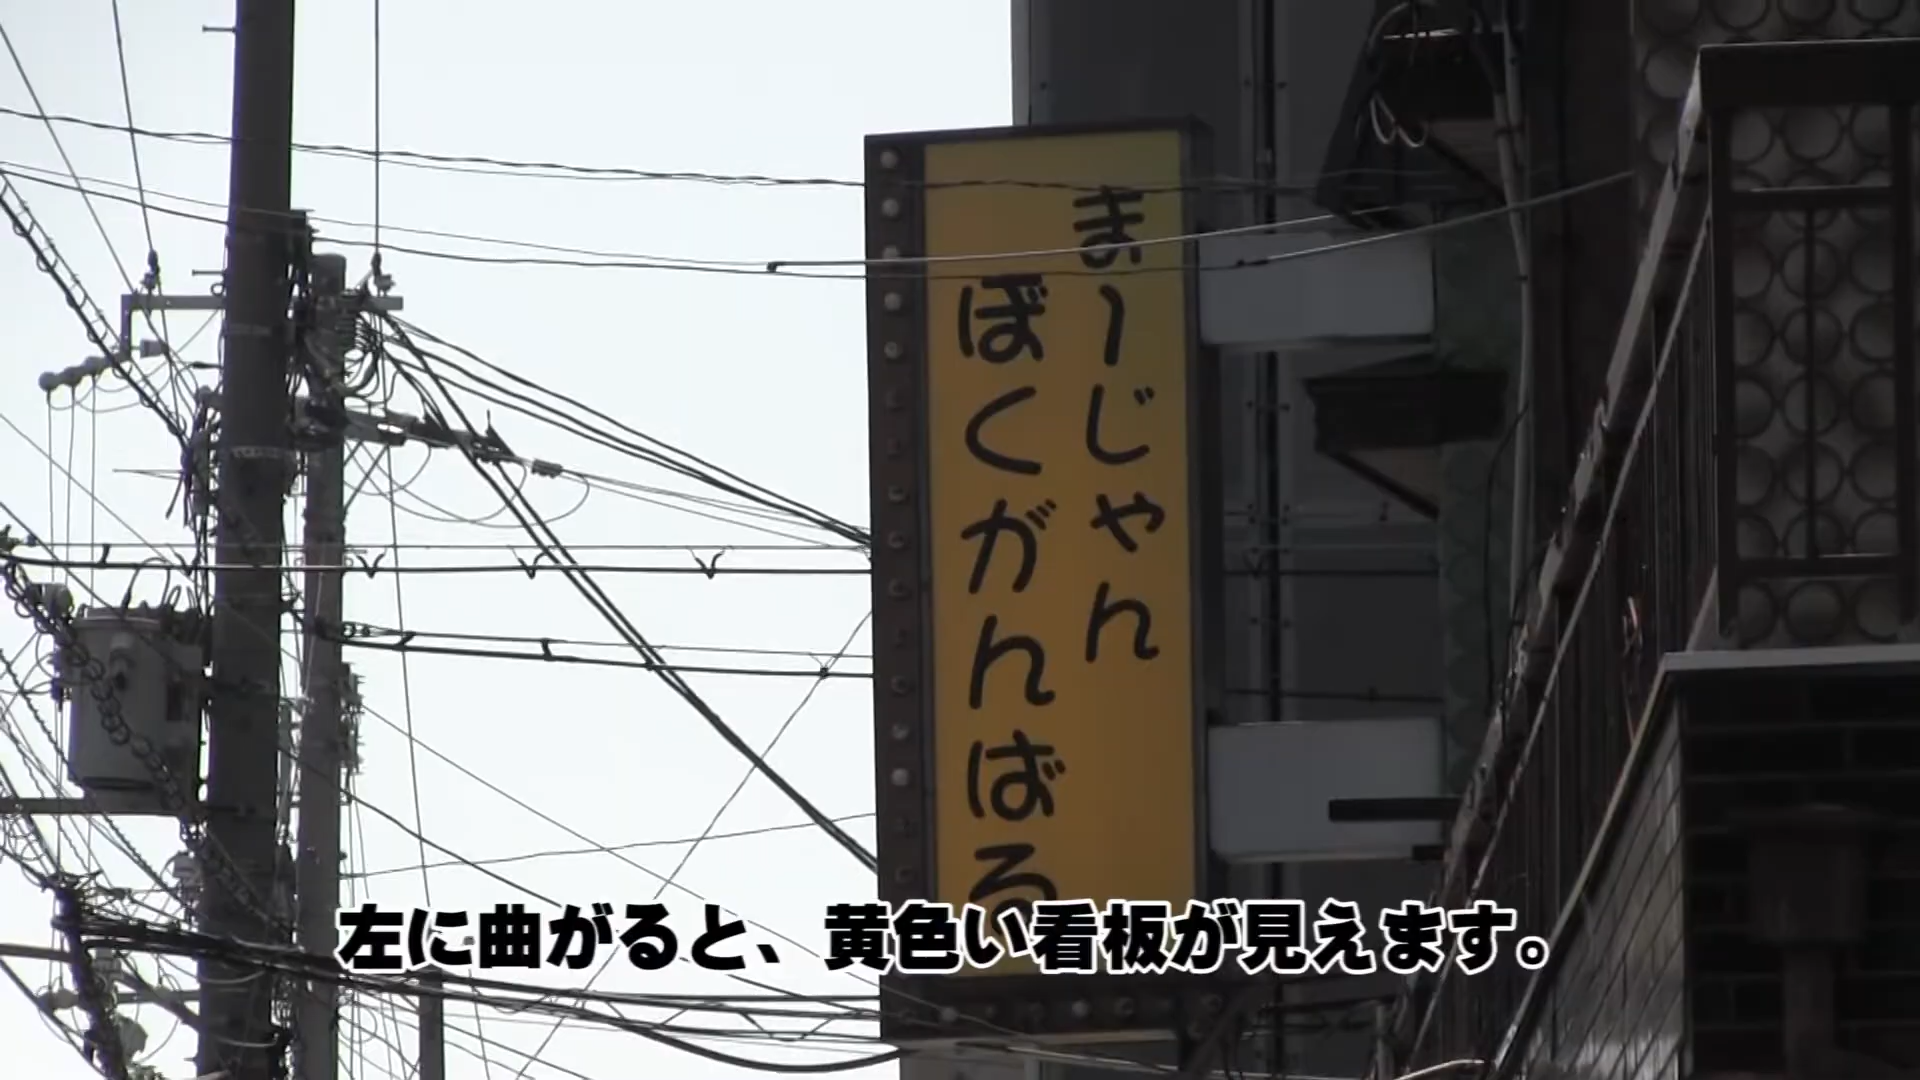 まーじゃん
ぼくがんばる
左に曲がると、黄色い看板が見えます。